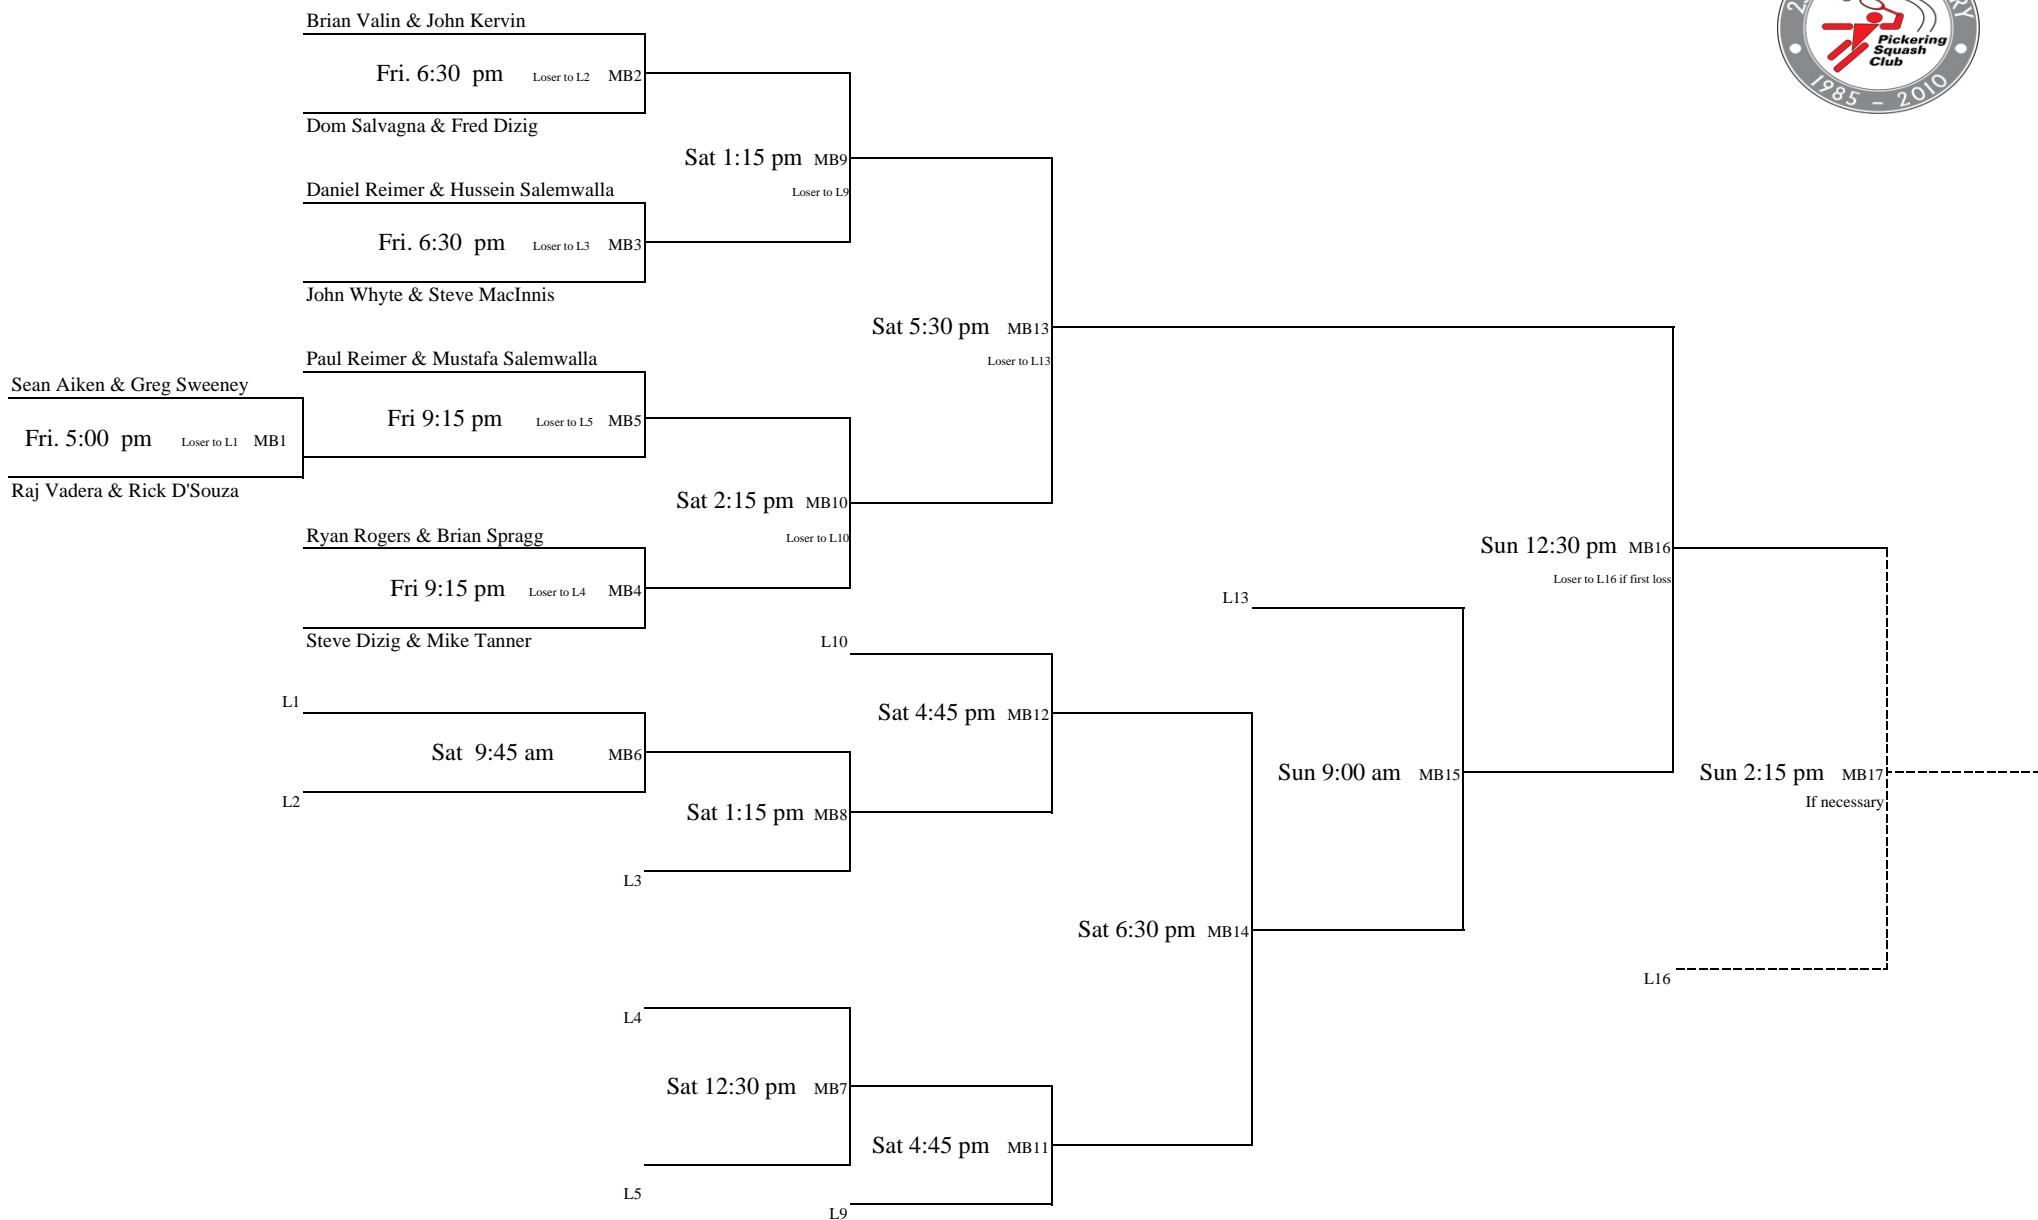 Brian Valin & John Kervin
Fri. 6:30 pm Loser to L2 MB2
Dom Salvagna & Fred Dizig
Sat 1:15 pm MB9
Loser to L9
Daniel Reimer & Hussein Salemwalla
Fri. 6:30 pm Loser to L3 MB3
John Whyte & Steve MacInnis
Sat 5:30 pm MB13
Loser to L13
Paul Reimer & Mustafa Salemwalla
Sean Aiken & Greg Sweeney
Fri 9:15 pm Loser to L5 MB5
Fri. 5:00 pm Loser to L1 MB1
Raj Vadera & Rick D'Souza
Sat 2:15 pm MB10
Loser to L10
Ryan Rogers & Brian Spragg
Fri 9:15 pm Loser to L4 MB4
Steve Dizig & Mike Tanner
Sun 12:30 pm MB16
Loser to L16 if first loss
L13
L10
L1
Sat 4:45 pm MB12
Sat 9:45 am MB6
L2
Sun 9:00 am MB15
Sun 2:15 pm MB17
If necessary
Sat 1:15 pm MB8
L3
Sat 6:30 pm MB14
L16
L4
Sat 12:30 pm MB7
Sat 4:45 pm MB11
L5
L9
Pickering
Squash
Club
1985 - 2010